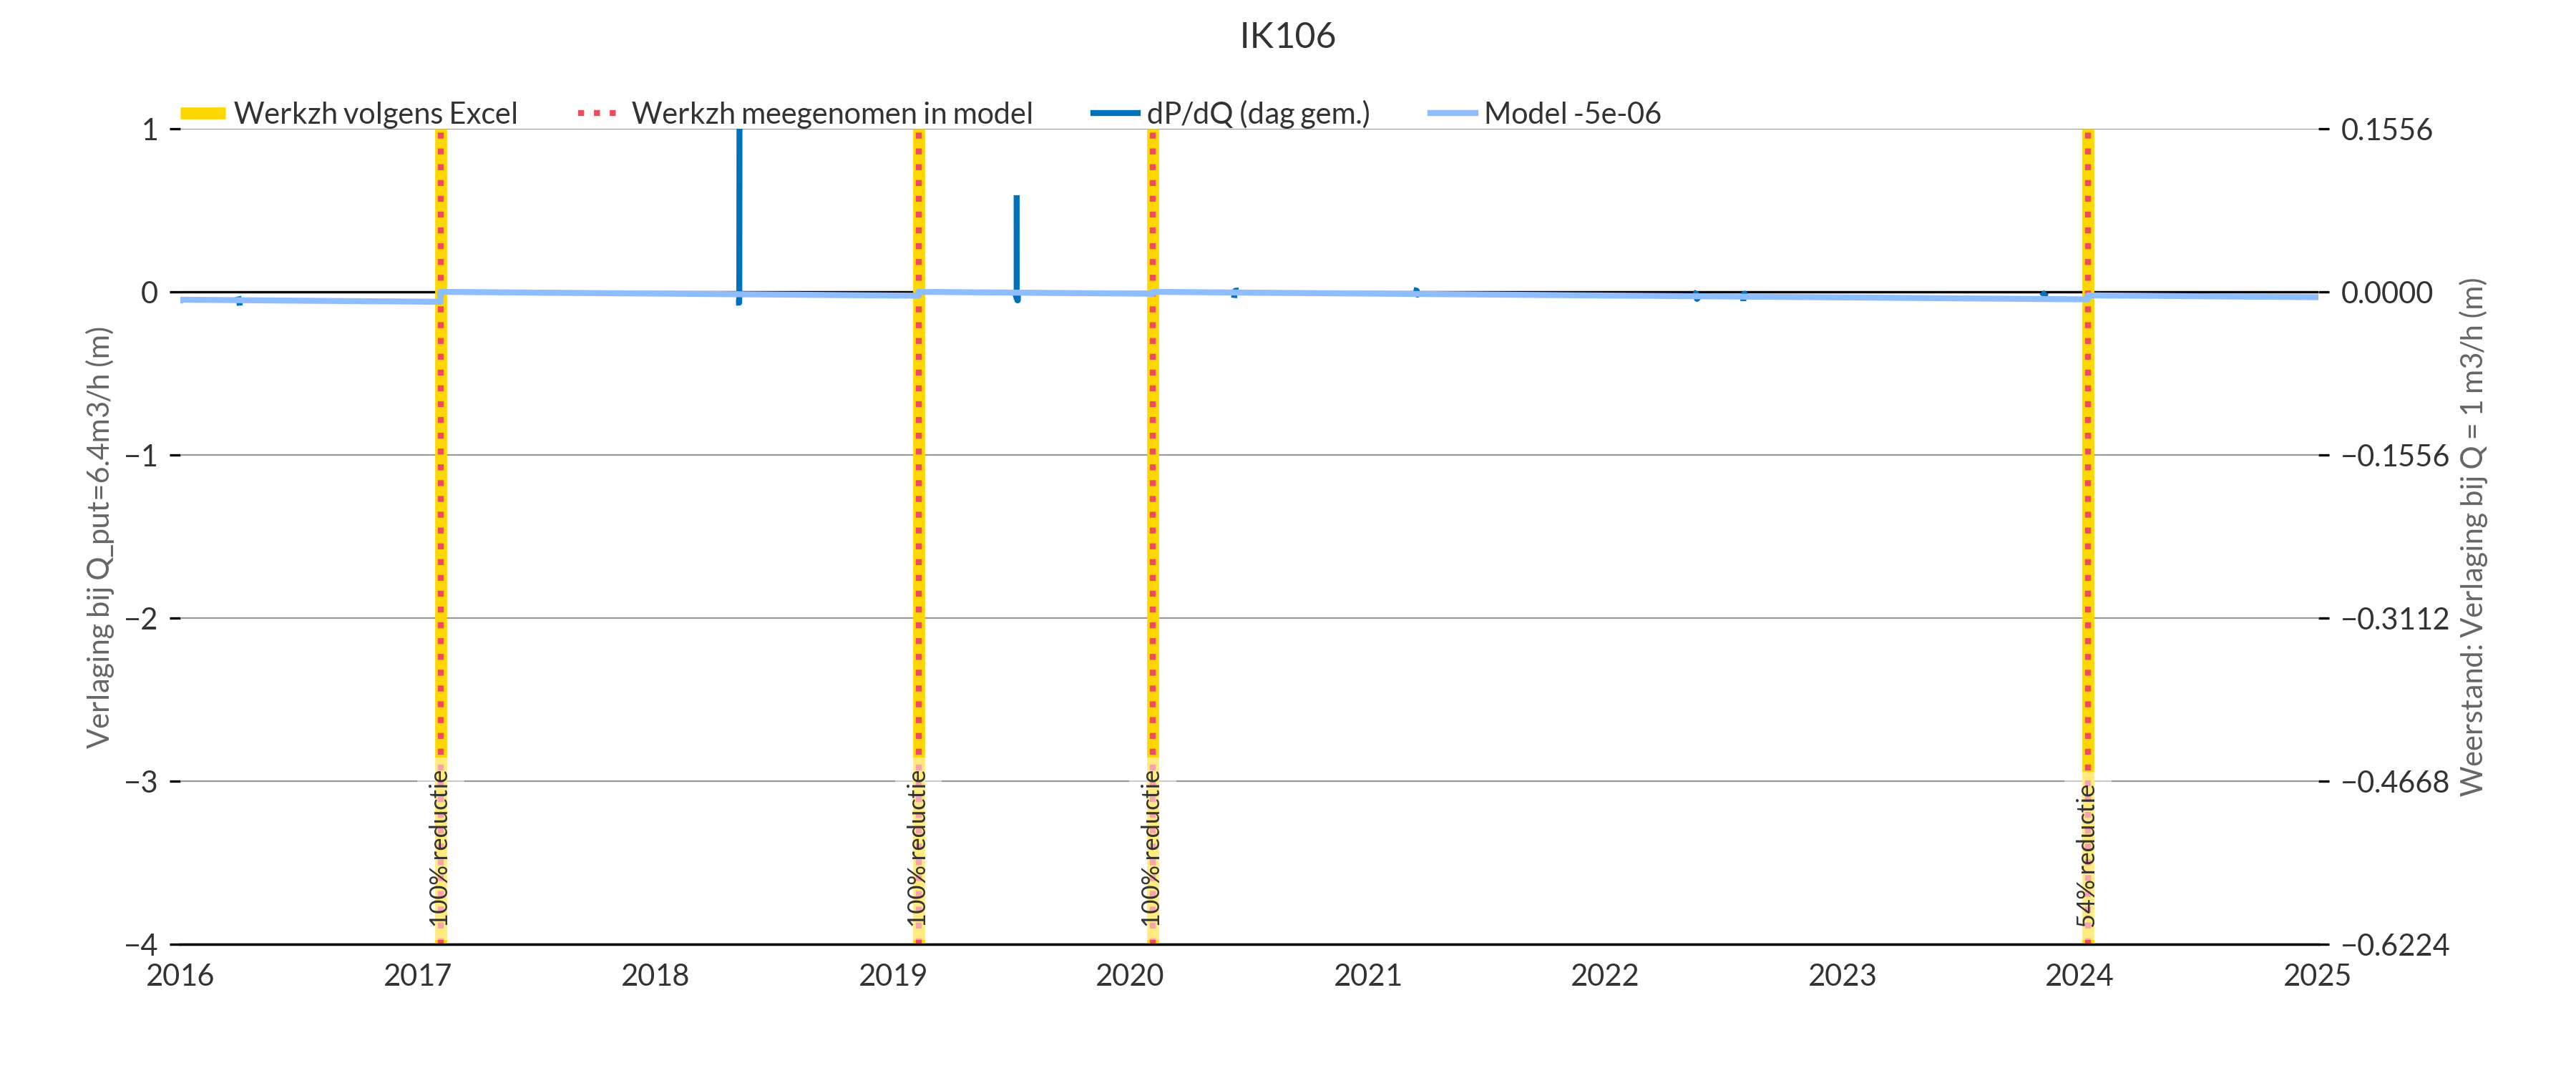 IK106
Werkzh volgens Excel
Werkzh meegenomen in model
dP/dQ (dag gem.)
Model -5e-06
1
0
−1
−2
−3
−4
Verlaging bij Q_put=6.4m3/h (m)
0.1556
0.0000
−0.1556
−0.3112
−0.4668
−0.6224
Weerstand: Verlaging bij Q = 1 m3/h (m)
100% reductie
100% reductie
100% reductie
54% reductie
2016
2017
2018
2019
2020
2021
2022
2023
2024
2025